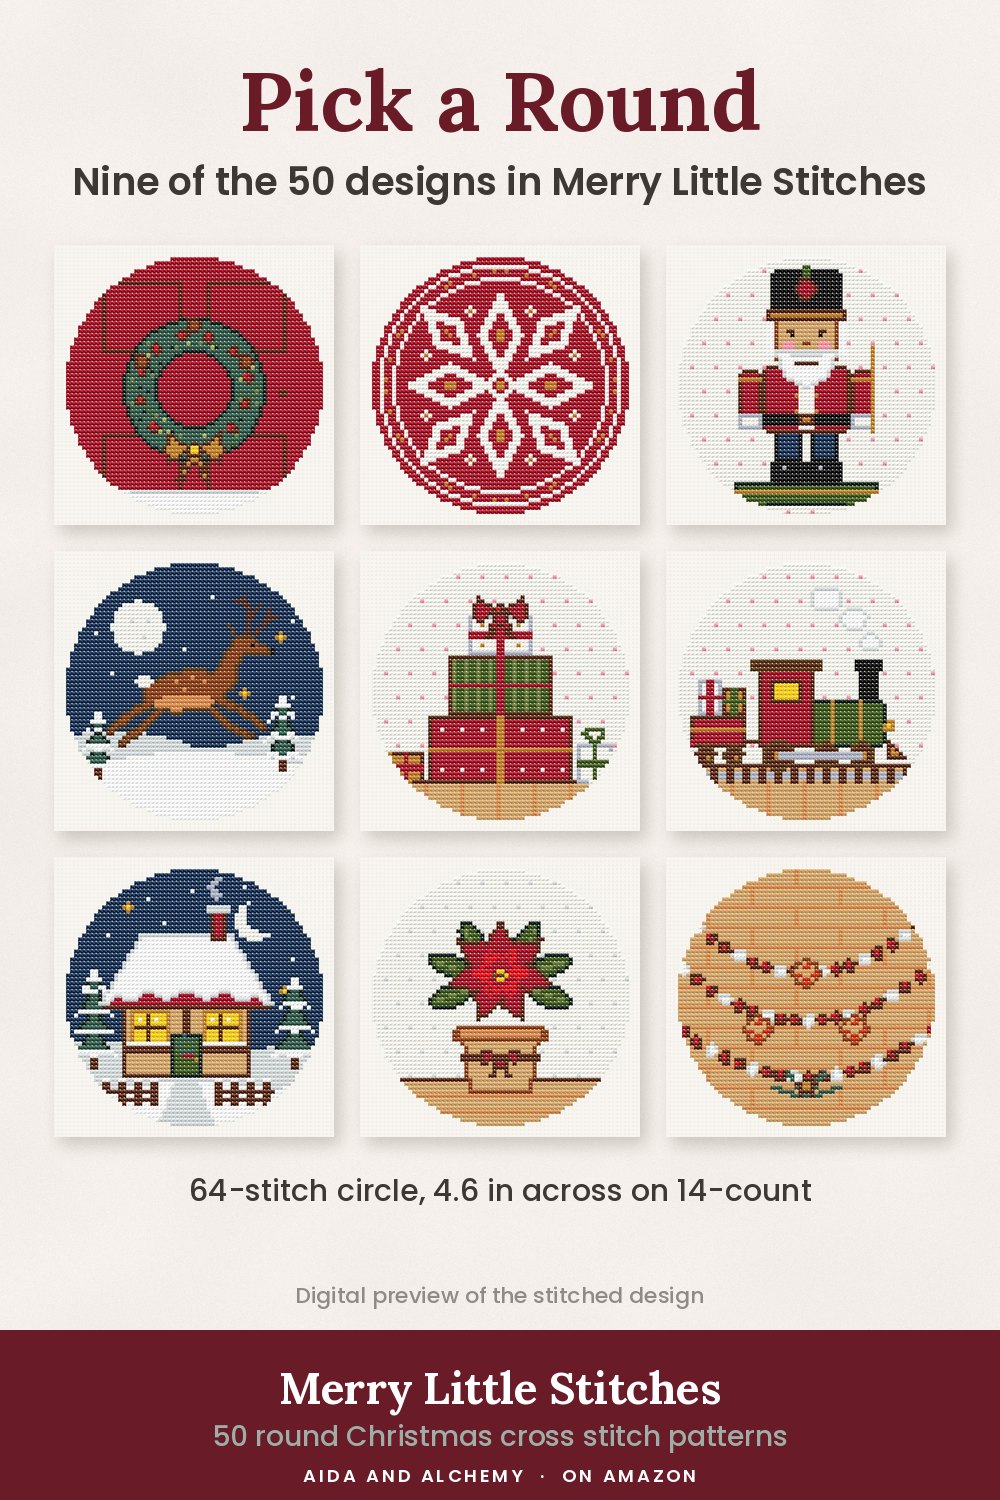 Pick a Round
Nine of the 50 designs in Merry Little Stitches
64-stitch circle, 4.6 in across on 14-count
Digital preview of the stitched design
Merry Little Stitches
50 round Christmas cross stitch patterns
AIDA AND ALCHEMY · ON AMAZON